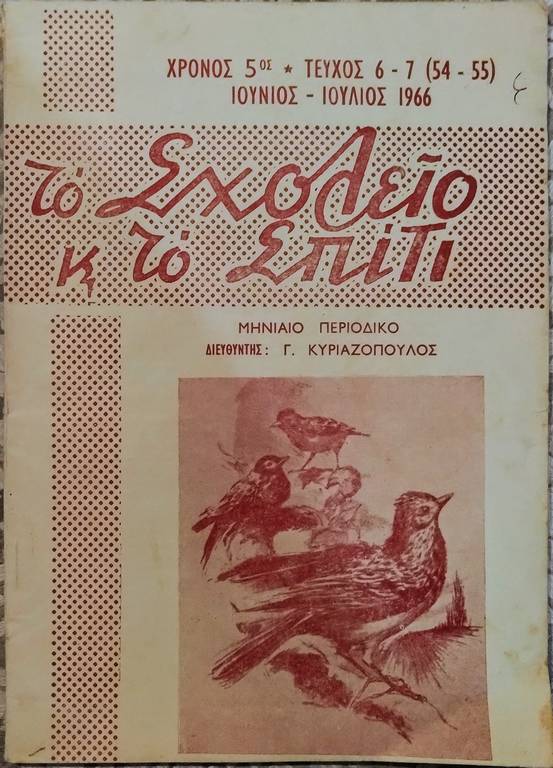 ΧΡΟΝΟΣ 5ος ★ ΤΕΥΧΟΣ 6 - 7 (54 - 55)
ΙΟΥΝΙΟΣ - ΙΟΥΛΙΟΣ 1966
τὸ Σχολεῖο
κ τὸ Σπίτι
ΜΗΝΙΑΙΟ ΠΕΡΙΟΔΙΚΟ
ΔΙΕΥΘΥΝΤΗΣ: Γ. ΚΥΡΙΑΖΟΠΟΥΛΟΣ